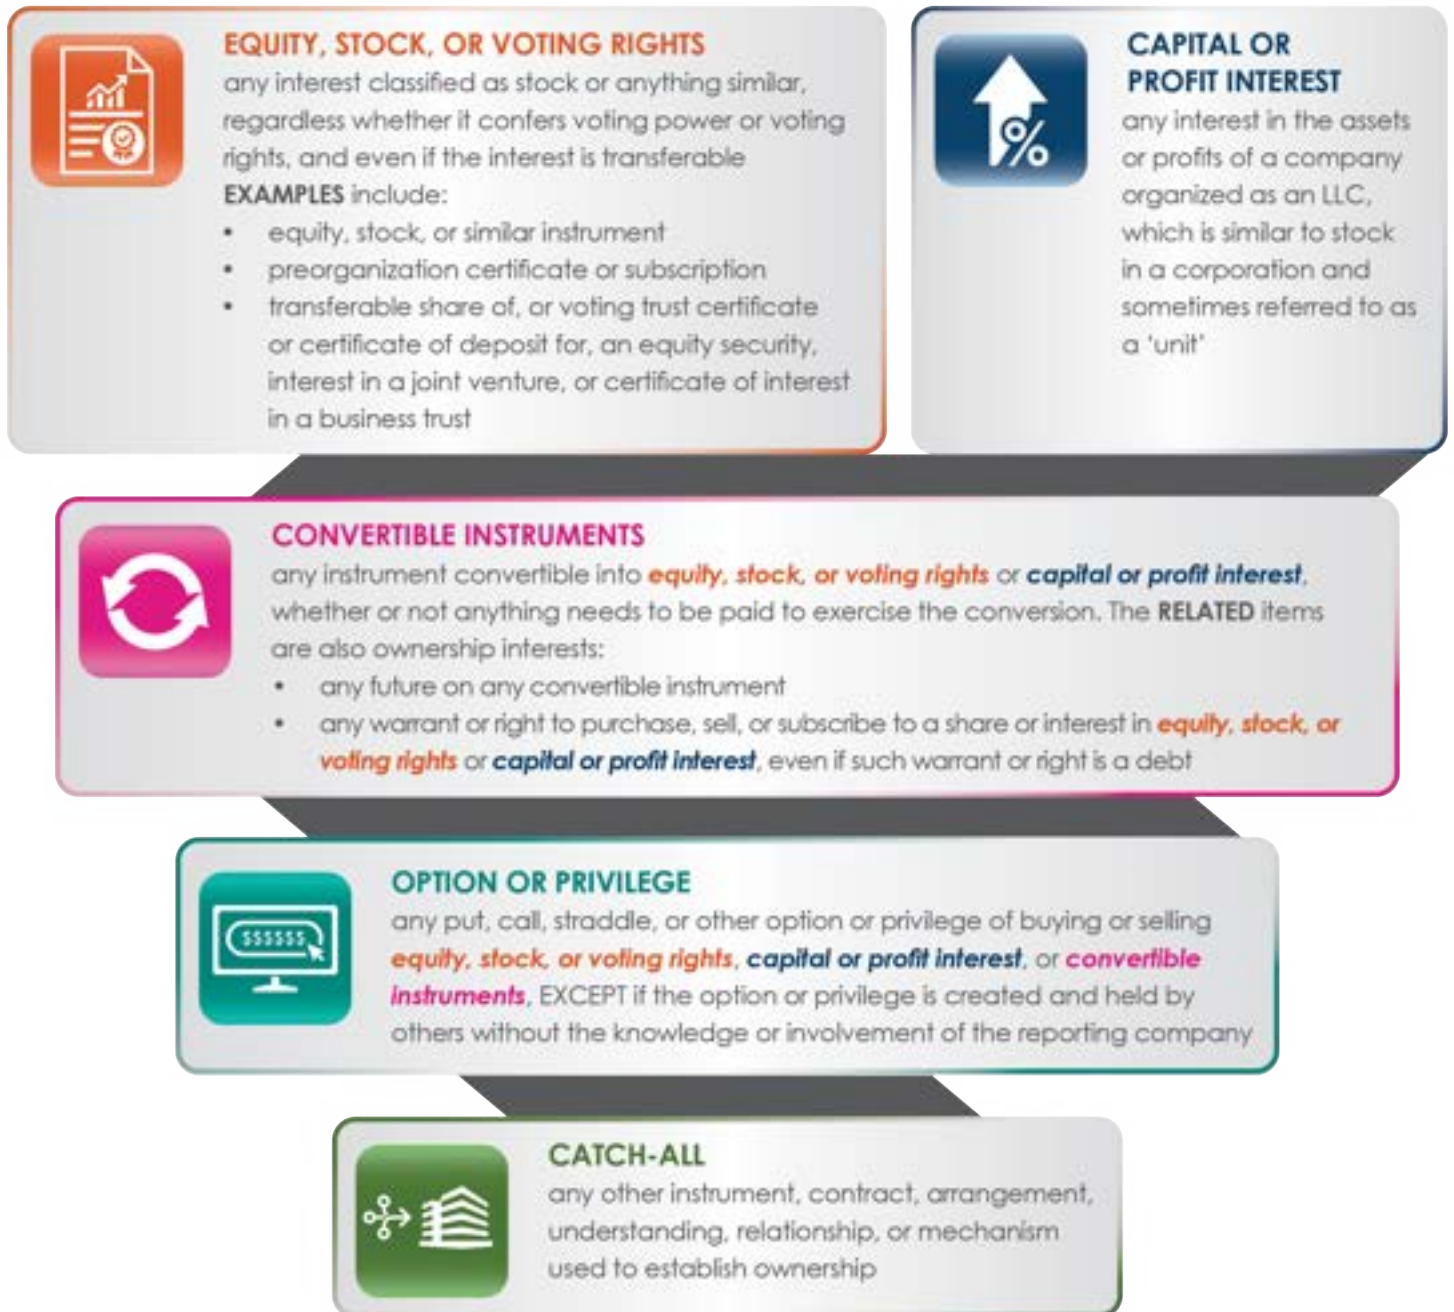 EQUITY, STOCK, OR VOTING RIGHTS
any interest classified as stock or anything similar,
regardless whether it confers voting power or voting
rights, and even if the interest is transferable
EXAMPLES include:
• equity, stock, or similar instrument
• preorganization certificate or subscription
• transferable share of, or voting trust certificate
or certificate of deposit for, an equity security,
interest in a joint venture, or certificate of interest
in a business trust
CAPITAL OR
PROFIT INTEREST
any interest in the assets
or profits of a company
organized as an LLC,
which is similar to stock
in a corporation and
sometimes referred to as
a ‘unit’
%
CONVERTIBLE INSTRUMENTS
any instrument convertible into equity, stock, or voting rights or capital or profit interest,
whether or not anything needs to be paid to exercise the conversion. The RELATED items
are also ownership interests:
• any future on any convertible instrument
• any warrant or right to purchase, sell, or subscribe to a share or interest in equity, stock, or
voting rights or capital or profit interest, even if such warrant or right is a debt
OPTION OR PRIVILEGE
any put, call, straddle, or other option or privilege of buying or selling
equity, stock, or voting rights, capital or profit interest, or convertible
instruments, EXCEPT if the option or privilege is created and held by
others without the knowledge or involvement of the reporting company
$$$$$$
CATCH-ALL
any other instrument, contract, arrangement,
understanding, relationship, or mechanism
used to establish ownership